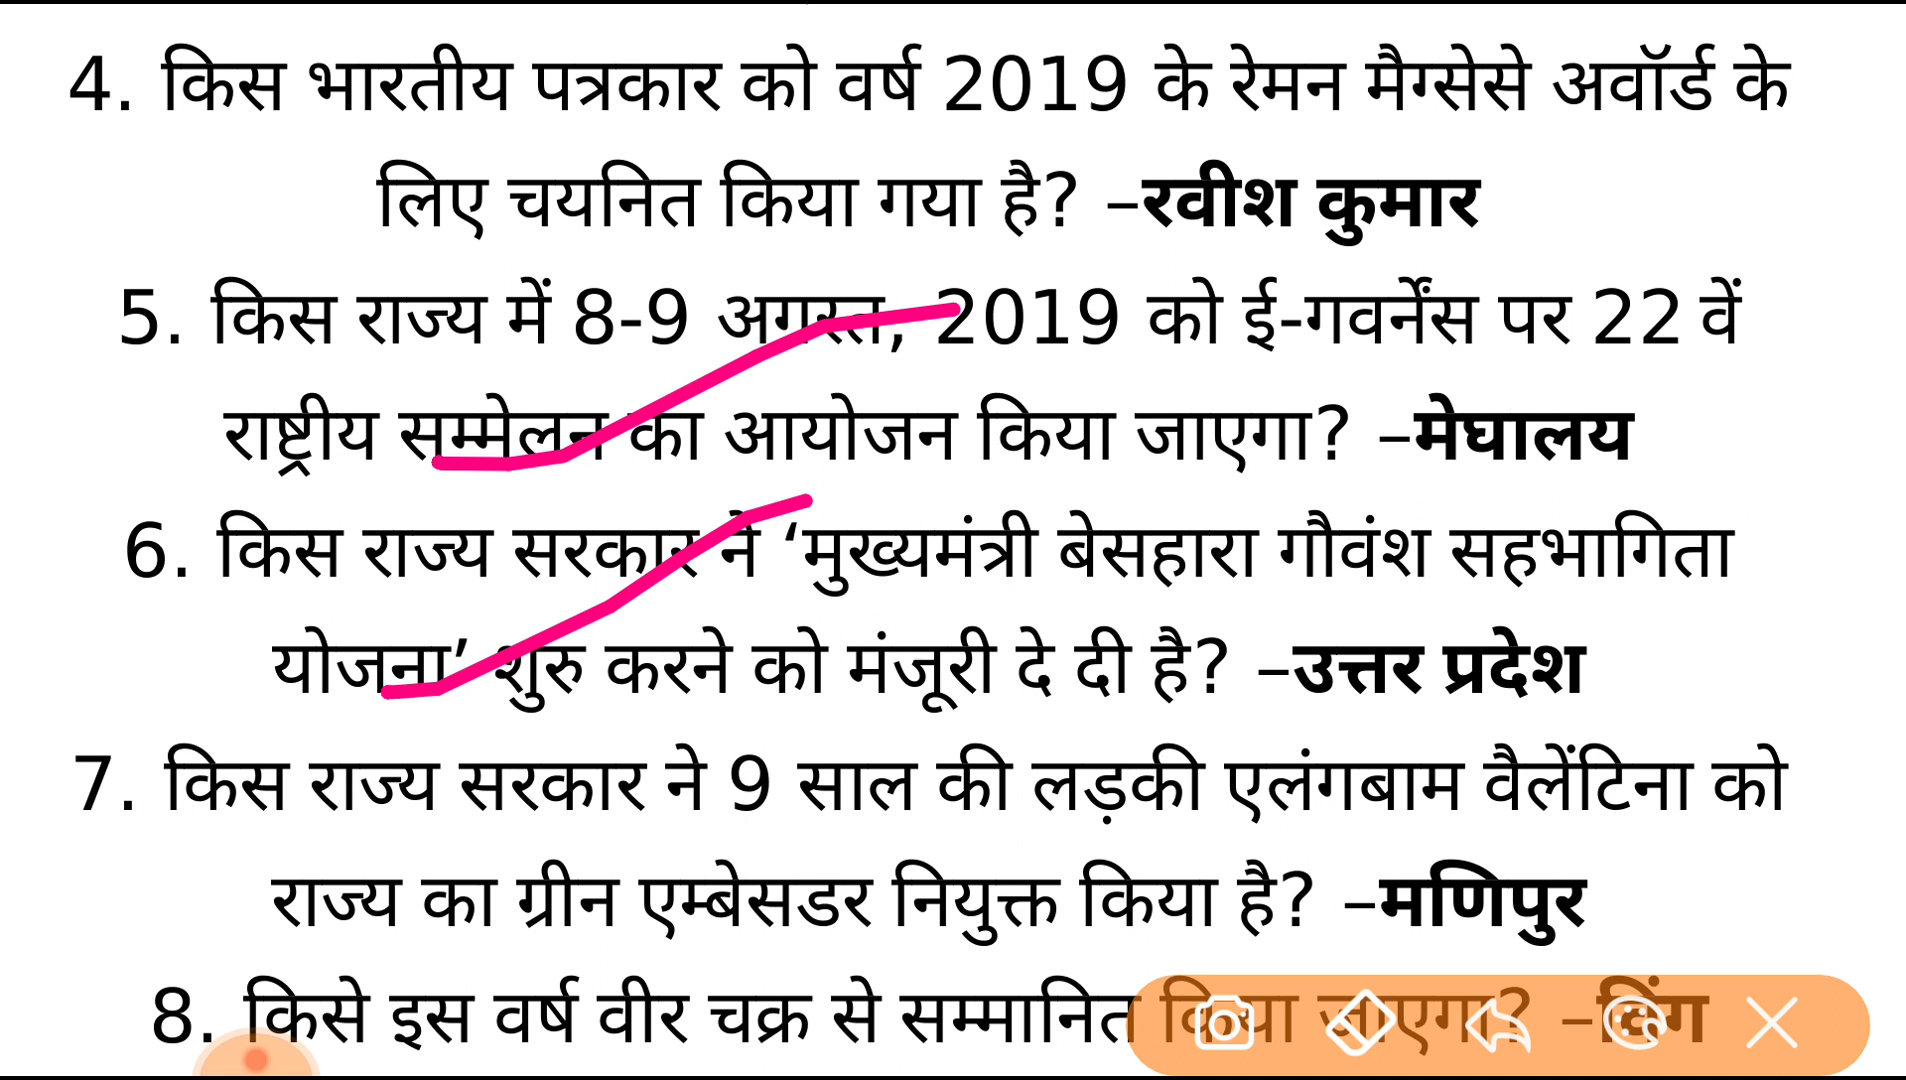 4. किस भारतीय पत्रकार को वर्ष 2019 के रेमन मैग्सेसे अवॉर्ड के
लिए चयनित किया गया है? –रवीश कुमार
5. किस राज्य में 8-9 अगस्त, 2019 को ई-गवर्नेंस पर 22 वें
राष्ट्रीय सम्मेलन का आयोजन किया जाएगा? –मेघालय
6. किस राज्य सरकार ने ‘मुख्यमंत्री बेसहारा गौवंश सहभागिता
योजना’ शुरु करने को मंजूरी दे दी है? –उत्तर प्रदेश
7. किस राज्य सरकार ने 9 साल की लड़की एलंगबाम वैलेंटिना को
राज्य का ग्रीन एम्बेसडर नियुक्त किया है? –मणिपुर
8. किसे इस वर्ष वीर चक्र से सम्मानित किया जाएगा? –विंग